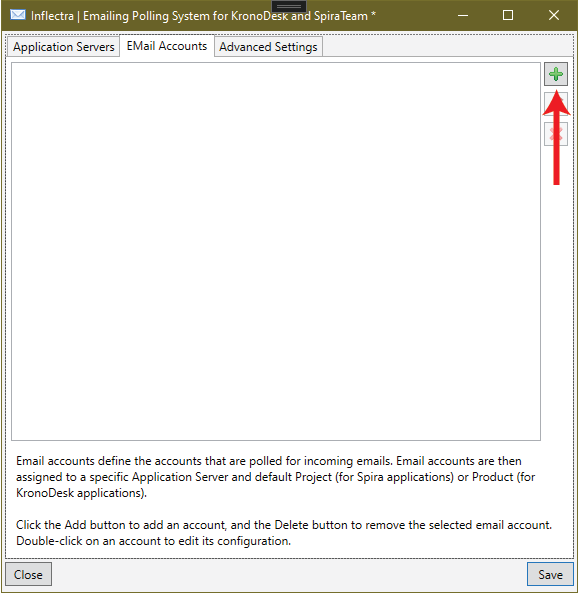 Inflectra | Emailing Polling System for KronoDesk and SpiraTeam *
Application Servers EMail Accounts Advanced Settings
Email accounts define the accounts that are polled for incoming emails. Email accounts are then
assigned to a specific Application Server and default Project (for Spira applications) or Product (for
KronoDesk applications).
Click the Add button to add an account, and the Delete button to remove the selected email account.
Double-click on an account to edit its configuration.
Close Save